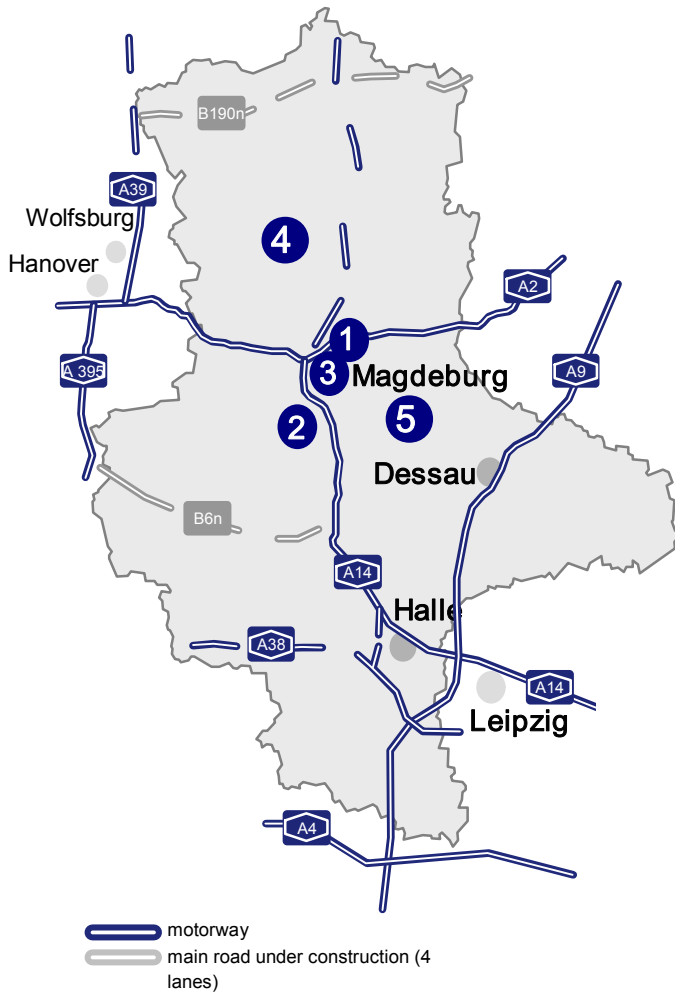 B190n
A39
Wolfsburg
4
Hanover
A2
1
A 395
3 Magdeburg
A9
2
5
Dessau
B6n
A14
Halle
A38
A14
Leipzig
A4
motorway
main road under construction (4
lanes)